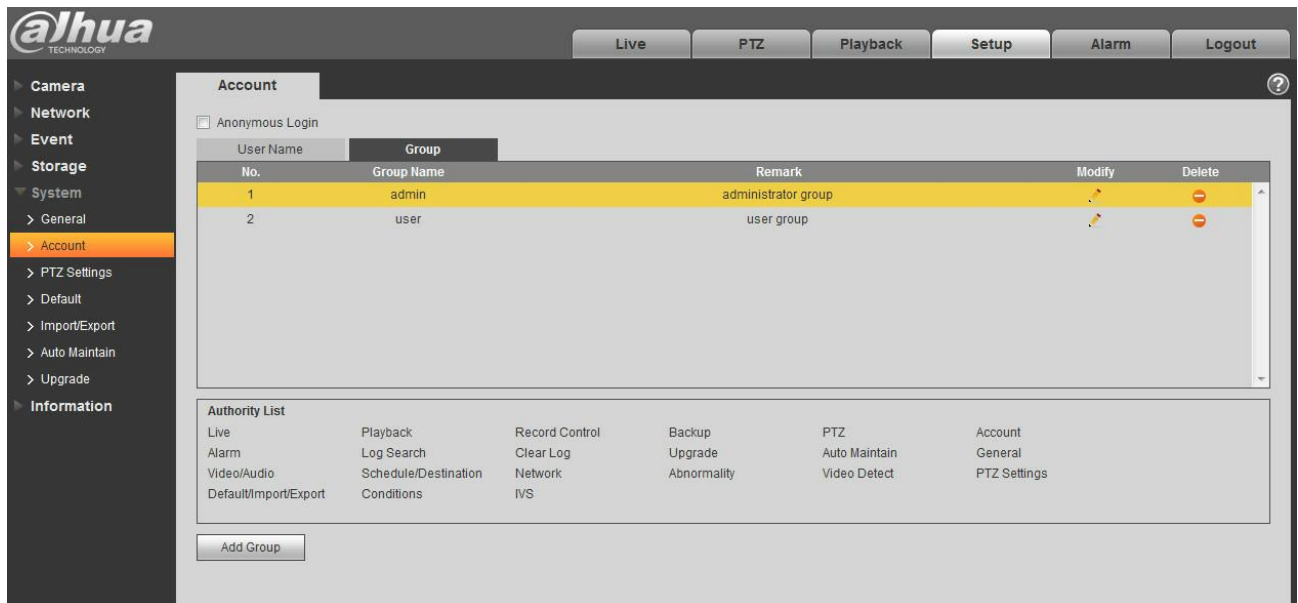 alhua
TECHNOLOGY
Live PTZ Playback Setup Alarm Logout
Camera
Network
Event
Storage
System
> General
> Account
> PTZ Settings
> Default
> Import/Export
> Auto Maintain
> Upgrade
Information
Account
?
Anonymous Login
User Name Group
No. Group Name Remark Modify Delete
1 admin administrator group
2 user user group
Authority List
Live Playback Record Control Backup PTZ Account
Alarm Log Search Clear Log Upgrade Auto Maintain General
Video/Audio Schedule/Destination Network Abnormality Video Detect PTZ Settings
Default/Import/Export Conditions IVS
Add Group